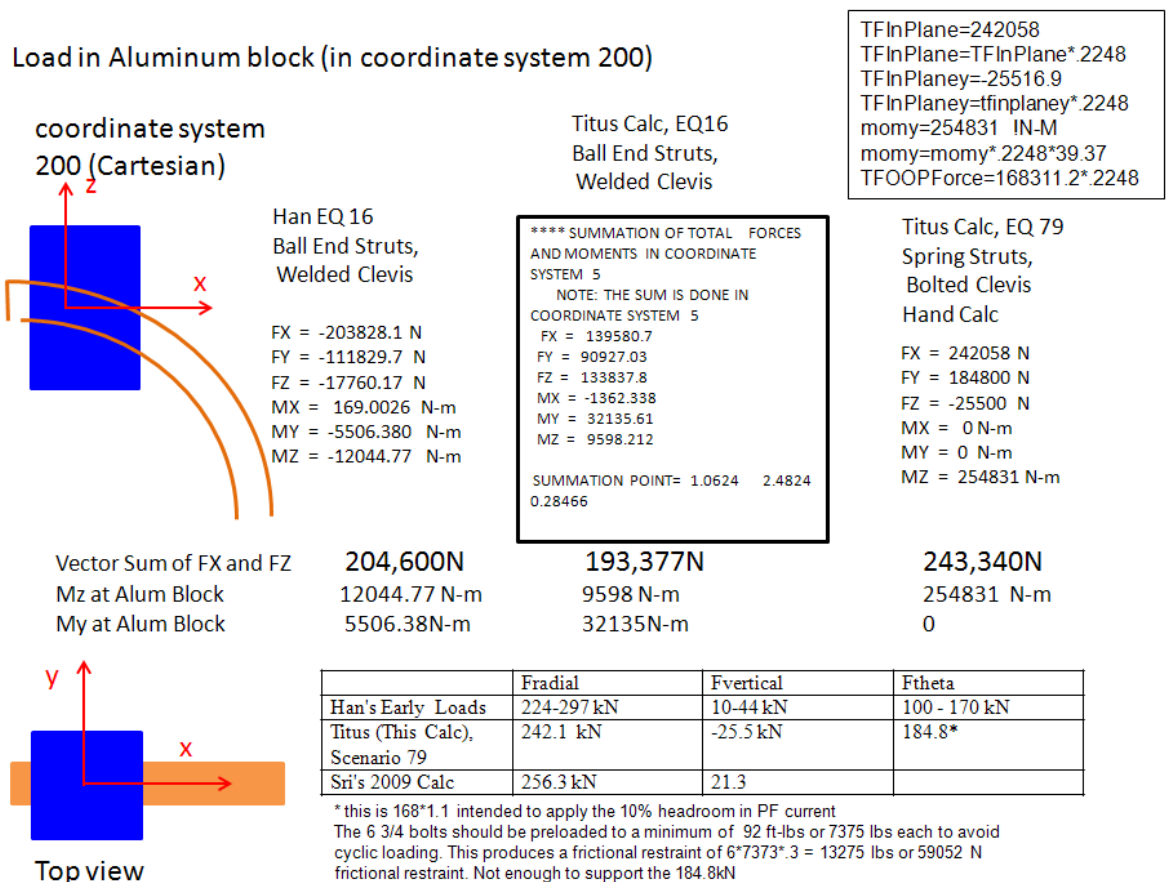 Load in Aluminum block (in coordinate system 200)
TFInPlane=242058
TFInPlane=TFInPlane*.2248
TFInPlaney=-25516.9
TFInPlaney=tfinplaney*.2248
momy=254831 !N-M
momy=momy*.2248*39.37
TFOOPForce=168311.2*.2248
coordinate system
200 (Cartesian)
z
x
Han EQ 16
Ball End Struts,
Welded Clevis
FX = -203828.1 N
FY = -111829.7 N
FZ = -17760.17 N
MX = 169.0026 N-m
MY = -5506.380 N-m
MZ = -12044.77 N-m
Titus Calc, EQ16
Ball End Struts,
Welded Clevis
**** SUMMATION OF TOTAL FORCES
AND MOMENTS IN COORDINATE
SYSTEM 5
NOTE: THE SUM IS DONE IN
COORDINATE SYSTEM 5
FX = 139580.7
FY = 90927.03
FZ = 133837.8
MX = -1362.338
MY = 32135.61
MZ = 9598.212
SUMMATION POINT= 1.0624 2.4824
0.28466
Titus Calc, EQ 79
Spring Struts,
Bolted Clevis
Hand Calc
FX = 242058 N
FY = 184800 N
FZ = -25500 N
MX = 0 N-m
MY = 0 N-m
MZ = 254831 N-m
Vector Sum of FX and FZ 204,600N 193,377N 243,340N
Mz at Alum Block 12044.77 N-m 9598 N-m 254831 N-m
My at Alum Block 5506.38N-m 32135N-m 0
y
x
Top view
Fradial Fvertical Ftheta
Han's Early Loads 224-297 kN 10-44 kN 100 - 170 kN
Titus (This Calc), 242.1 kN -25.5 kN 184.8*
Scenario 79
Sri's 2009 Calc 256.3 kN 21.3
* this is 168*1.1 intended to apply the 10% headroom in PF current
The 6 3/4 bolts should be preloaded to a minimum of 92 ft-lbs or 7375 lbs each to avoid
cyclic loading. This produces a frictional restraint of 6*7373*.3 = 13275 lbs or 59052 N
frictional restraint. Not enough to support the 184.8kN